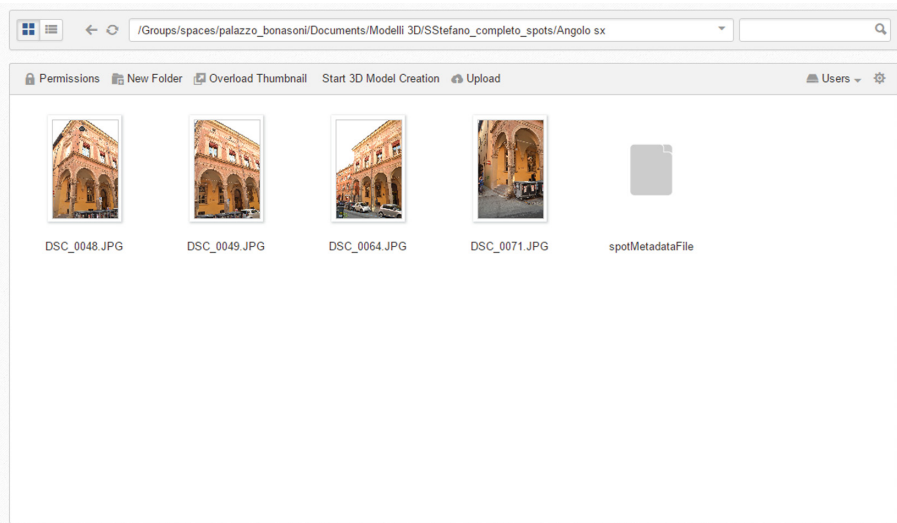 /Groups/spaces/palazzo_bonasoni/Documents/Modelli 3D/SStefano_completo_spots/Angolo sx
Permissions New Folder Overload Thumbnail Start 3D Model Creation Upload Users
DSC_0048.JPG DSC_0049.JPG DSC_0064.JPG DSC_0071.JPG spotMetadataFile